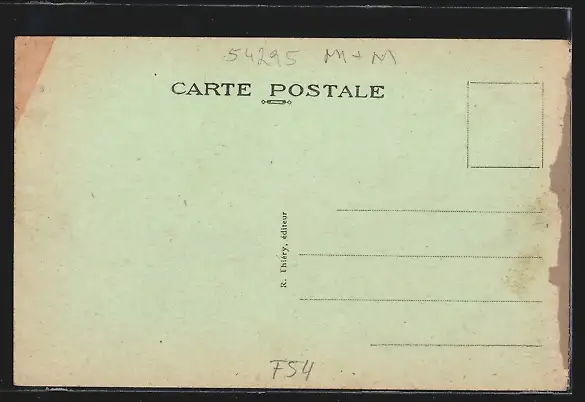 54295 M+M
CARTE POSTALE
R. Thiéry, éditeur
F54